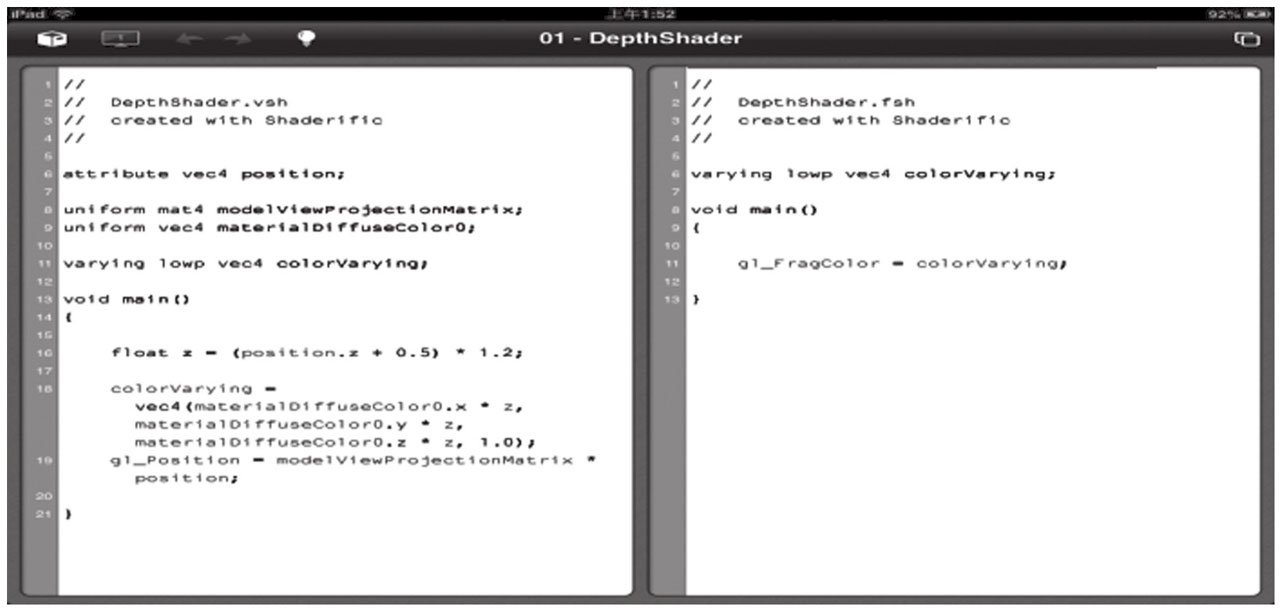 iPad
上午1:52
92%
01 - DepthShader
1 //
2 // DepthShader.vsh
3 // created with Shaderific
4 //
5
6 attribute vec4 position;
7
8 uniform mat4 modelViewProjectionMatrix;
9 uniform vec4 materialDiffuseColor0;
10
11 varying lowp vec4 colorVarying;
12
13 void main()
14 {
15
16 float z = (position.z + 0.5) * 1.2;
17
18 colorVarying =
vec4(materialDiffuseColor0.x * z,
materialDiffuseColor0.y * z,
materialDiffuseColor0.z * z, 1.0);
19 gl_Position = modelViewProjectionMatrix *
position;
20
21 }
1 //
2 // DepthShader.fsh
3 // created with Shaderific
4 //
5
6 varying lowp vec4 colorVarying;
7
8 void main()
9 {
10
11 gl_FragColor = colorVarying;
12
13 }